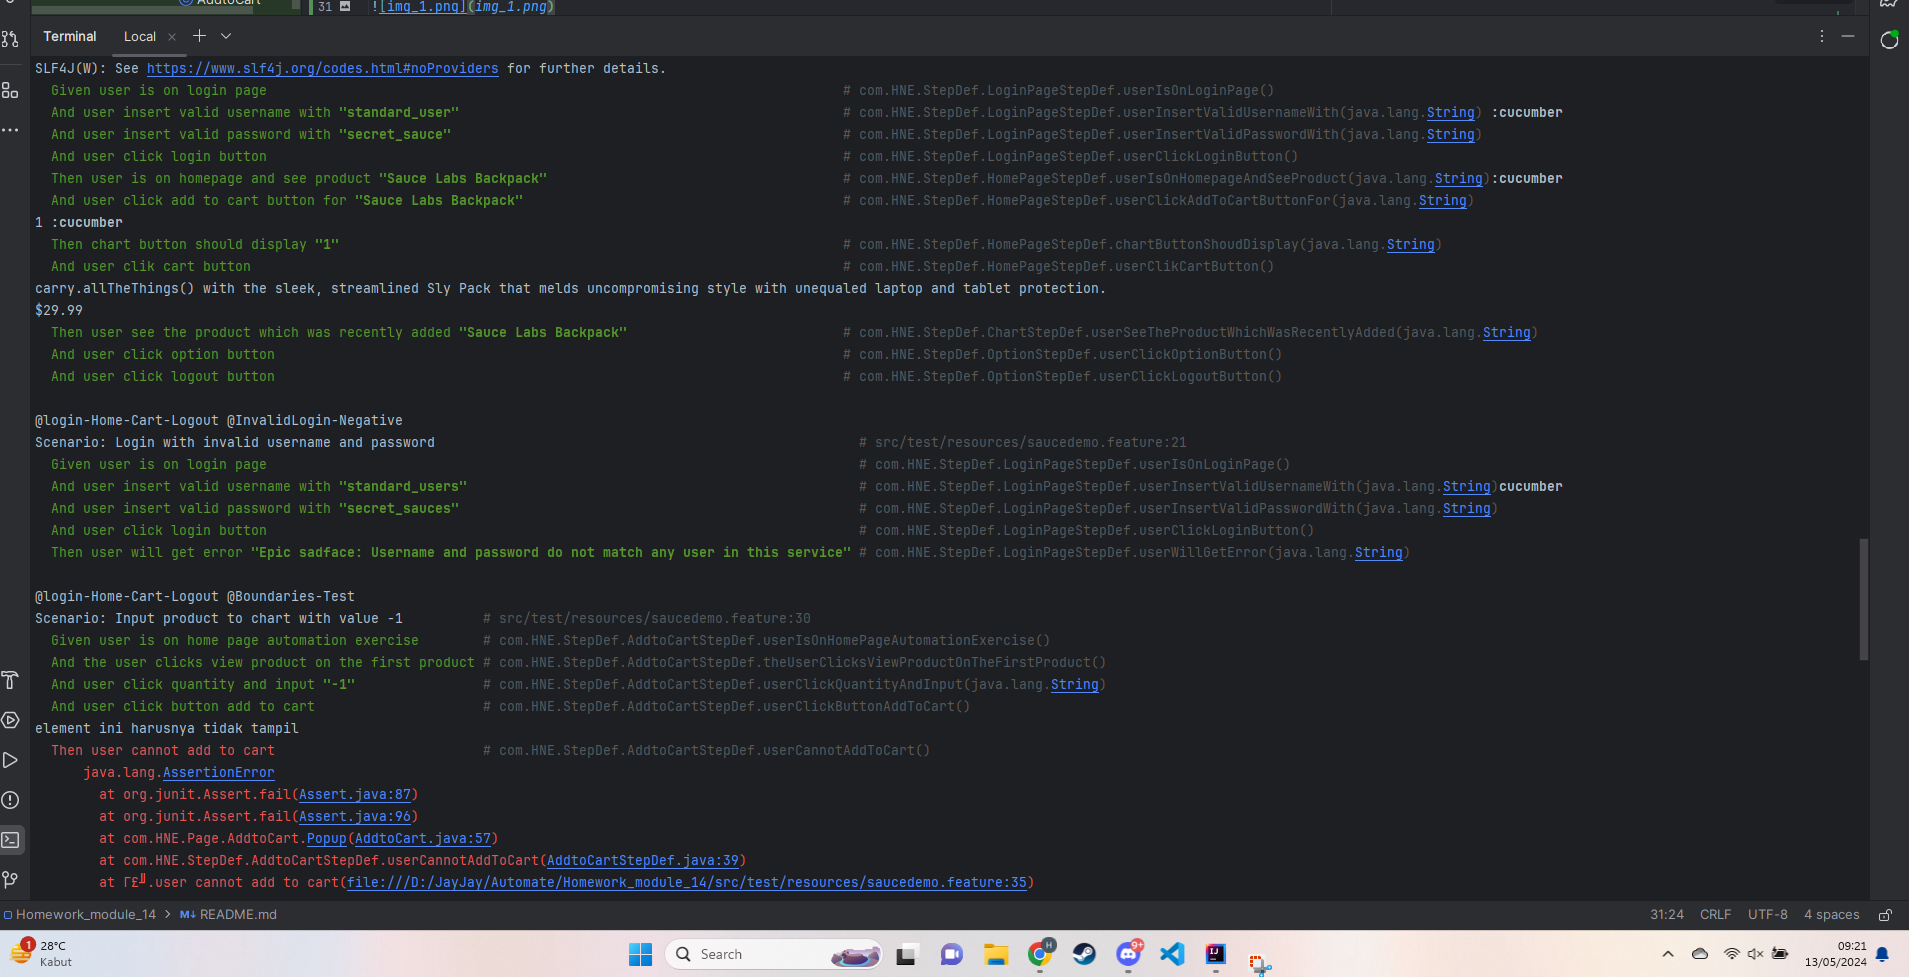 AddtoCart
31 ![img_1.png](img_1.png)
Terminal Local × + 
SLF4J(W): See https://www.slf4j.org/codes.html#noProviders for further details.
Given user is on login page # com.HNE.StepDef.LoginPageStepDef.userIsOnLoginPage()
And user insert valid username with "standard_user" # com.HNE.StepDef.LoginPageStepDef.userInsertValidUsernameWith(java.lang.String) :cucumber
And user insert valid password with "secret_sauce" # com.HNE.StepDef.LoginPageStepDef.userInsertValidPasswordWith(java.lang.String)
And user click login button # com.HNE.StepDef.LoginPageStepDef.userClickLoginButton()
Then user is on homepage and see product "Sauce Labs Backpack" # com.HNE.StepDef.HomePageStepDef.userIsOnHomepageAndSeeProduct(java.lang.String):cucumber
And user click add to cart button for "Sauce Labs Backpack" # com.HNE.StepDef.HomePageStepDef.userClickAddToCartButtonFor(java.lang.String)
1 :cucumber
Then chart button should display "1" # com.HNE.StepDef.HomePageStepDef.chartButtonShoudDisplay(java.lang.String)
And user clik cart button # com.HNE.StepDef.HomePageStepDef.userClikCartButton()
carry.allTheThings() with the sleek, streamlined Sly Pack that melds uncompromising style with unequaled laptop and tablet protection.
$29.99
Then user see the product which was recently added "Sauce Labs Backpack" # com.HNE.StepDef.ChartStepDef.userSeeTheProductWhichWasRecentlyAdded(java.lang.String)
And user click option button # com.HNE.StepDef.OptionStepDef.userClickOptionButton()
And user click logout button # com.HNE.StepDef.OptionStepDef.userClickLogoutButton()
@login-Home-Cart-Logout @InvalidLogin-Negative
Scenario: Login with invalid username and password # src/test/resources/saucedemo.feature:21
Given user is on login page # com.HNE.StepDef.LoginPageStepDef.userIsOnLoginPage()
And user insert valid username with "standard_users" # com.HNE.StepDef.LoginPageStepDef.userInsertValidUsernameWith(java.lang.String)cucumber
And user insert valid password with "secret_sauces" # com.HNE.StepDef.LoginPageStepDef.userInsertValidPasswordWith(java.lang.String)
And user click login button # com.HNE.StepDef.LoginPageStepDef.userClickLoginButton()
Then user will get error "Epic sadface: Username and password do not match any user in this service" # com.HNE.StepDef.LoginPageStepDef.userWillGetError(java.lang.String)
@login-Home-Cart-Logout @Boundaries-Test
Scenario: Input product to chart with value -1 # src/test/resources/saucedemo.feature:30
Given user is on home page automation exercise # com.HNE.StepDef.AddtoCartStepDef.userIsOnHomePageAutomationExercise()
And the user clicks view product on the first product # com.HNE.StepDef.AddtoCartStepDef.theUserClicksViewProductOnTheFirstProduct()
And user click quantity and input "-1" # com.HNE.StepDef.AddtoCartStepDef.userClickQuantityAndInput(java.lang.String)
And user click button add to cart # com.HNE.StepDef.AddtoCartStepDef.userClickButtonAddToCart()
element ini harusnya tidak tampil
Then user cannot add to cart # com.HNE.StepDef.AddtoCartStepDef.userCannotAddToCart()
java.lang.AssertionError
at org.junit.Assert.fail(Assert.java:87)
at org.junit.Assert.fail(Assert.java:96)
at com.HNE.Page.AddtoCart.Popup(AddtoCart.java:57)
at com.HNE.StepDef.AddtoCartStepDef.userCannotAddToCart(AddtoCartStepDef.java:39)
at Γ£╜.user cannot add to cart(file:///D:/JayJay/Automate/Homework_module_14/src/test/resources/saucedemo.feature:35)
Homework_module_14 > M↓ README.md 31:24 CRLF UTF-8 4 spaces
1 28°C
Kabut
Search
H
9+
09:21
13/05/2024